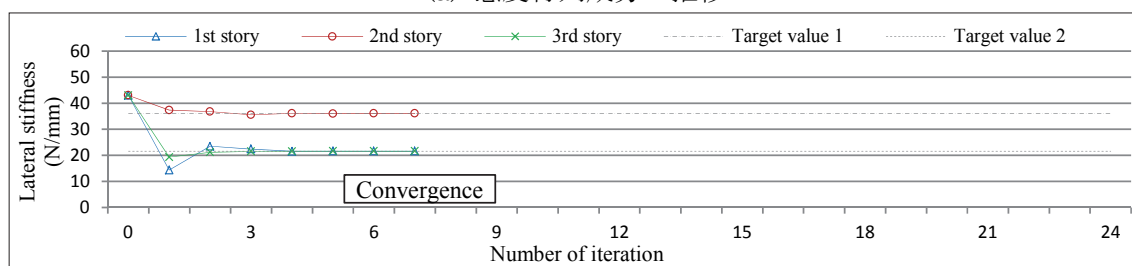 1st story 2nd story 3rd story Target value 1 Target value 2
Lateral stiffness
(N/mm)
60
50
40
30
20
10
0
Convergence
0 3 6 9 12 15 18 21 24
Number of iteration